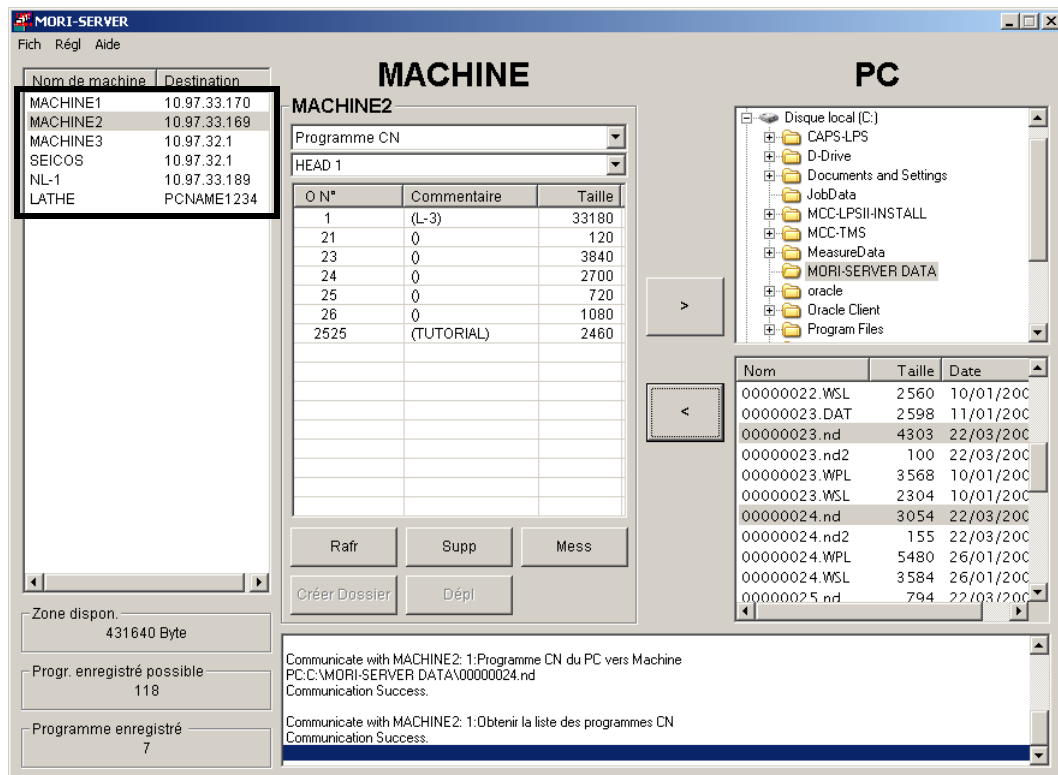 MORI-SERVER
Fich Régl Aide
MACHINE
PC
Nom de machine Destination
MACHINE1 10.97.33.170
MACHINE2 10.97.33.169
MACHINE3 10.97.32.1
SEICOS 10.97.32.1
NL-1 10.97.33.189
LATHE PCNAME1234
MACHINE2
Programme CN
HEAD 1
O N° Commentaire Taille
1 (L-3) 33180
21 () 120
23 () 3840
24 () 2700
25 () 720
26 () 1080
2525 (TUTORIAL) 2460
Rafr Supp Mess
Créer Dossier Dépl
>
<
Disque local (C:)
CAPS-LPS
D-Drive
Documents and Settings
JobData
MCC-LPSII-INSTALL
MCC-TMS
MeasureData
MORI-SERVER DATA
oracle
Oracle Client
Program Files
Nom Taille Date
00000022.WSL 2560 10/01/200
00000023.DAT 2598 11/01/200
00000023.nd 4303 22/03/200
00000023.nd2 100 22/03/200
00000023.WPL 3568 10/01/200
00000023.WSL 2304 10/01/200
00000024.nd 3054 22/03/200
00000024.nd2 155 22/03/200
00000024.WPL 5480 26/01/200
00000024.WSL 3584 26/01/200
00000025.nd 794 22/03/200
Zone dispon.
431640 Byte
Progr. enregistré possible
118
Programme enregistré
7
Communicate with MACHINE2: 1:Programme CN du PC vers Machine
PC:C:\MORI-SERVER DATA\00000024.nd
Communication Success.
Communicate with MACHINE2: 1:Obtenir la liste des programmes CN
Communication Success.